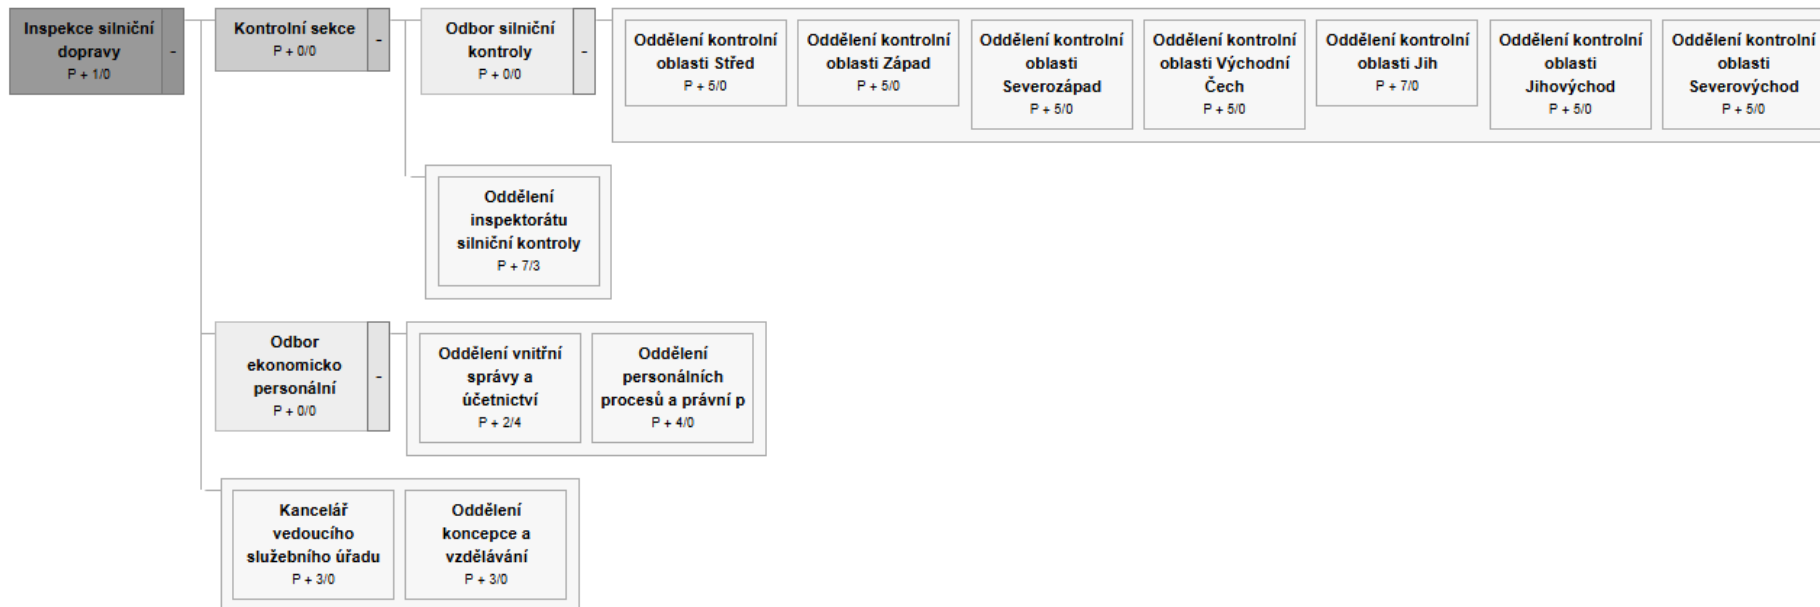 Inspekce silniční
dopravy
P + 1/0
-
Kontrolní sekce
P + 0/0
-
Odbor silniční
kontroly
P + 0/0
-
Oddělení kontrolní
oblasti Střed
P + 5/0
Oddělení kontrolní
oblasti Západ
P + 5/0
Oddělení kontrolní
oblasti
Severozápad
P + 5/0
Oddělení kontrolní
oblasti Východní
Čech
P + 5/0
Oddělení kontrolní
oblasti Jih
P + 7/0
Oddělení kontrolní
oblasti
Jihovýchod
P + 5/0
Oddělení kontrolní
oblasti
Severovýchod
P + 5/0
Oddělení
inspektorátu
silniční kontroly
P + 7/3
Odbor
ekonomicko
personální
P + 0/0
-
Oddělení vnitřní
správy a
účetnictví
P + 2/4
Oddělení
personálních
procesů a právní p
P + 4/0
Kancelář
vedoucího
služebního úřadu
P + 3/0
Oddělení
koncepce a
vzdělávání
P + 3/0